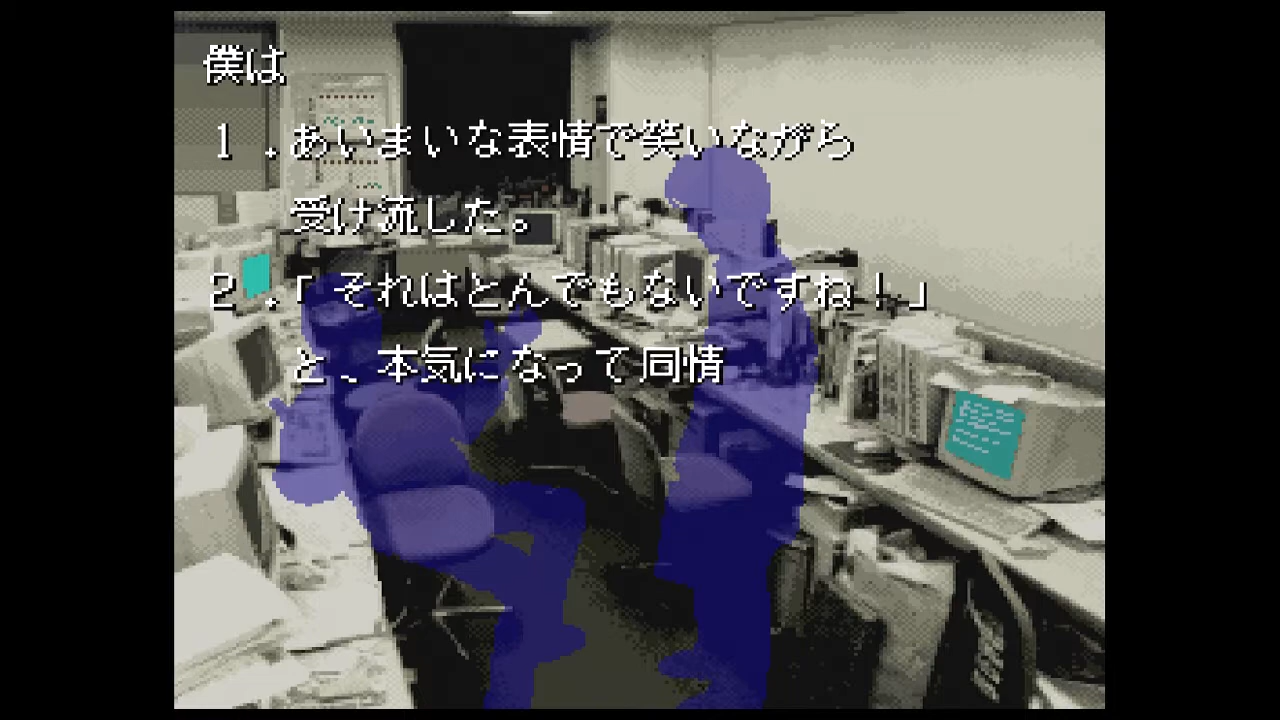 僕は
1.あいまいな表情で笑いながら
受け流した。
2.「それはとんでもないですね！」
と、本気になって同情